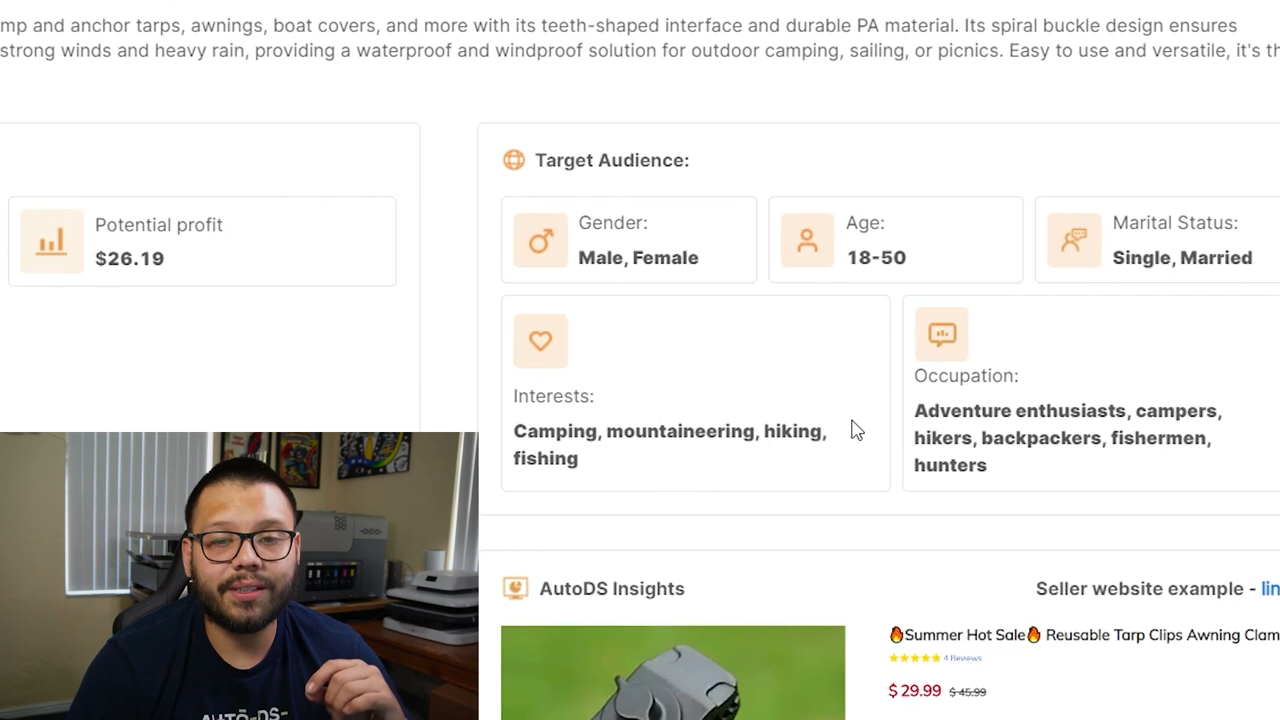 mp and anchor tarps, awnings, boat covers, and more with its teeth-shaped interface and durable PA material. Its spiral buckle design ensures
strong winds and heavy rain, providing a waterproof and windproof solution for outdoor camping, sailing, or picnics. Easy to use and versatile, it's th
Potential profit
$26.19
Target Audience:
Gender:
Male, Female
Age:
18-50
Marital Status:
Single, Married
Interests:
Camping, mountaineering, hiking,
fishing
Occupation:
Adventure enthusiasts, campers,
hikers, backpackers, fishermen,
hunters
AutoDS Insights
Seller website example - lin
🔥Summer Hot Sale🔥 Reusable Tarp Clips Awning Clam
★★★★★ 4 Reviews
$ 29.99 $ 45.99
AUTO-DS-